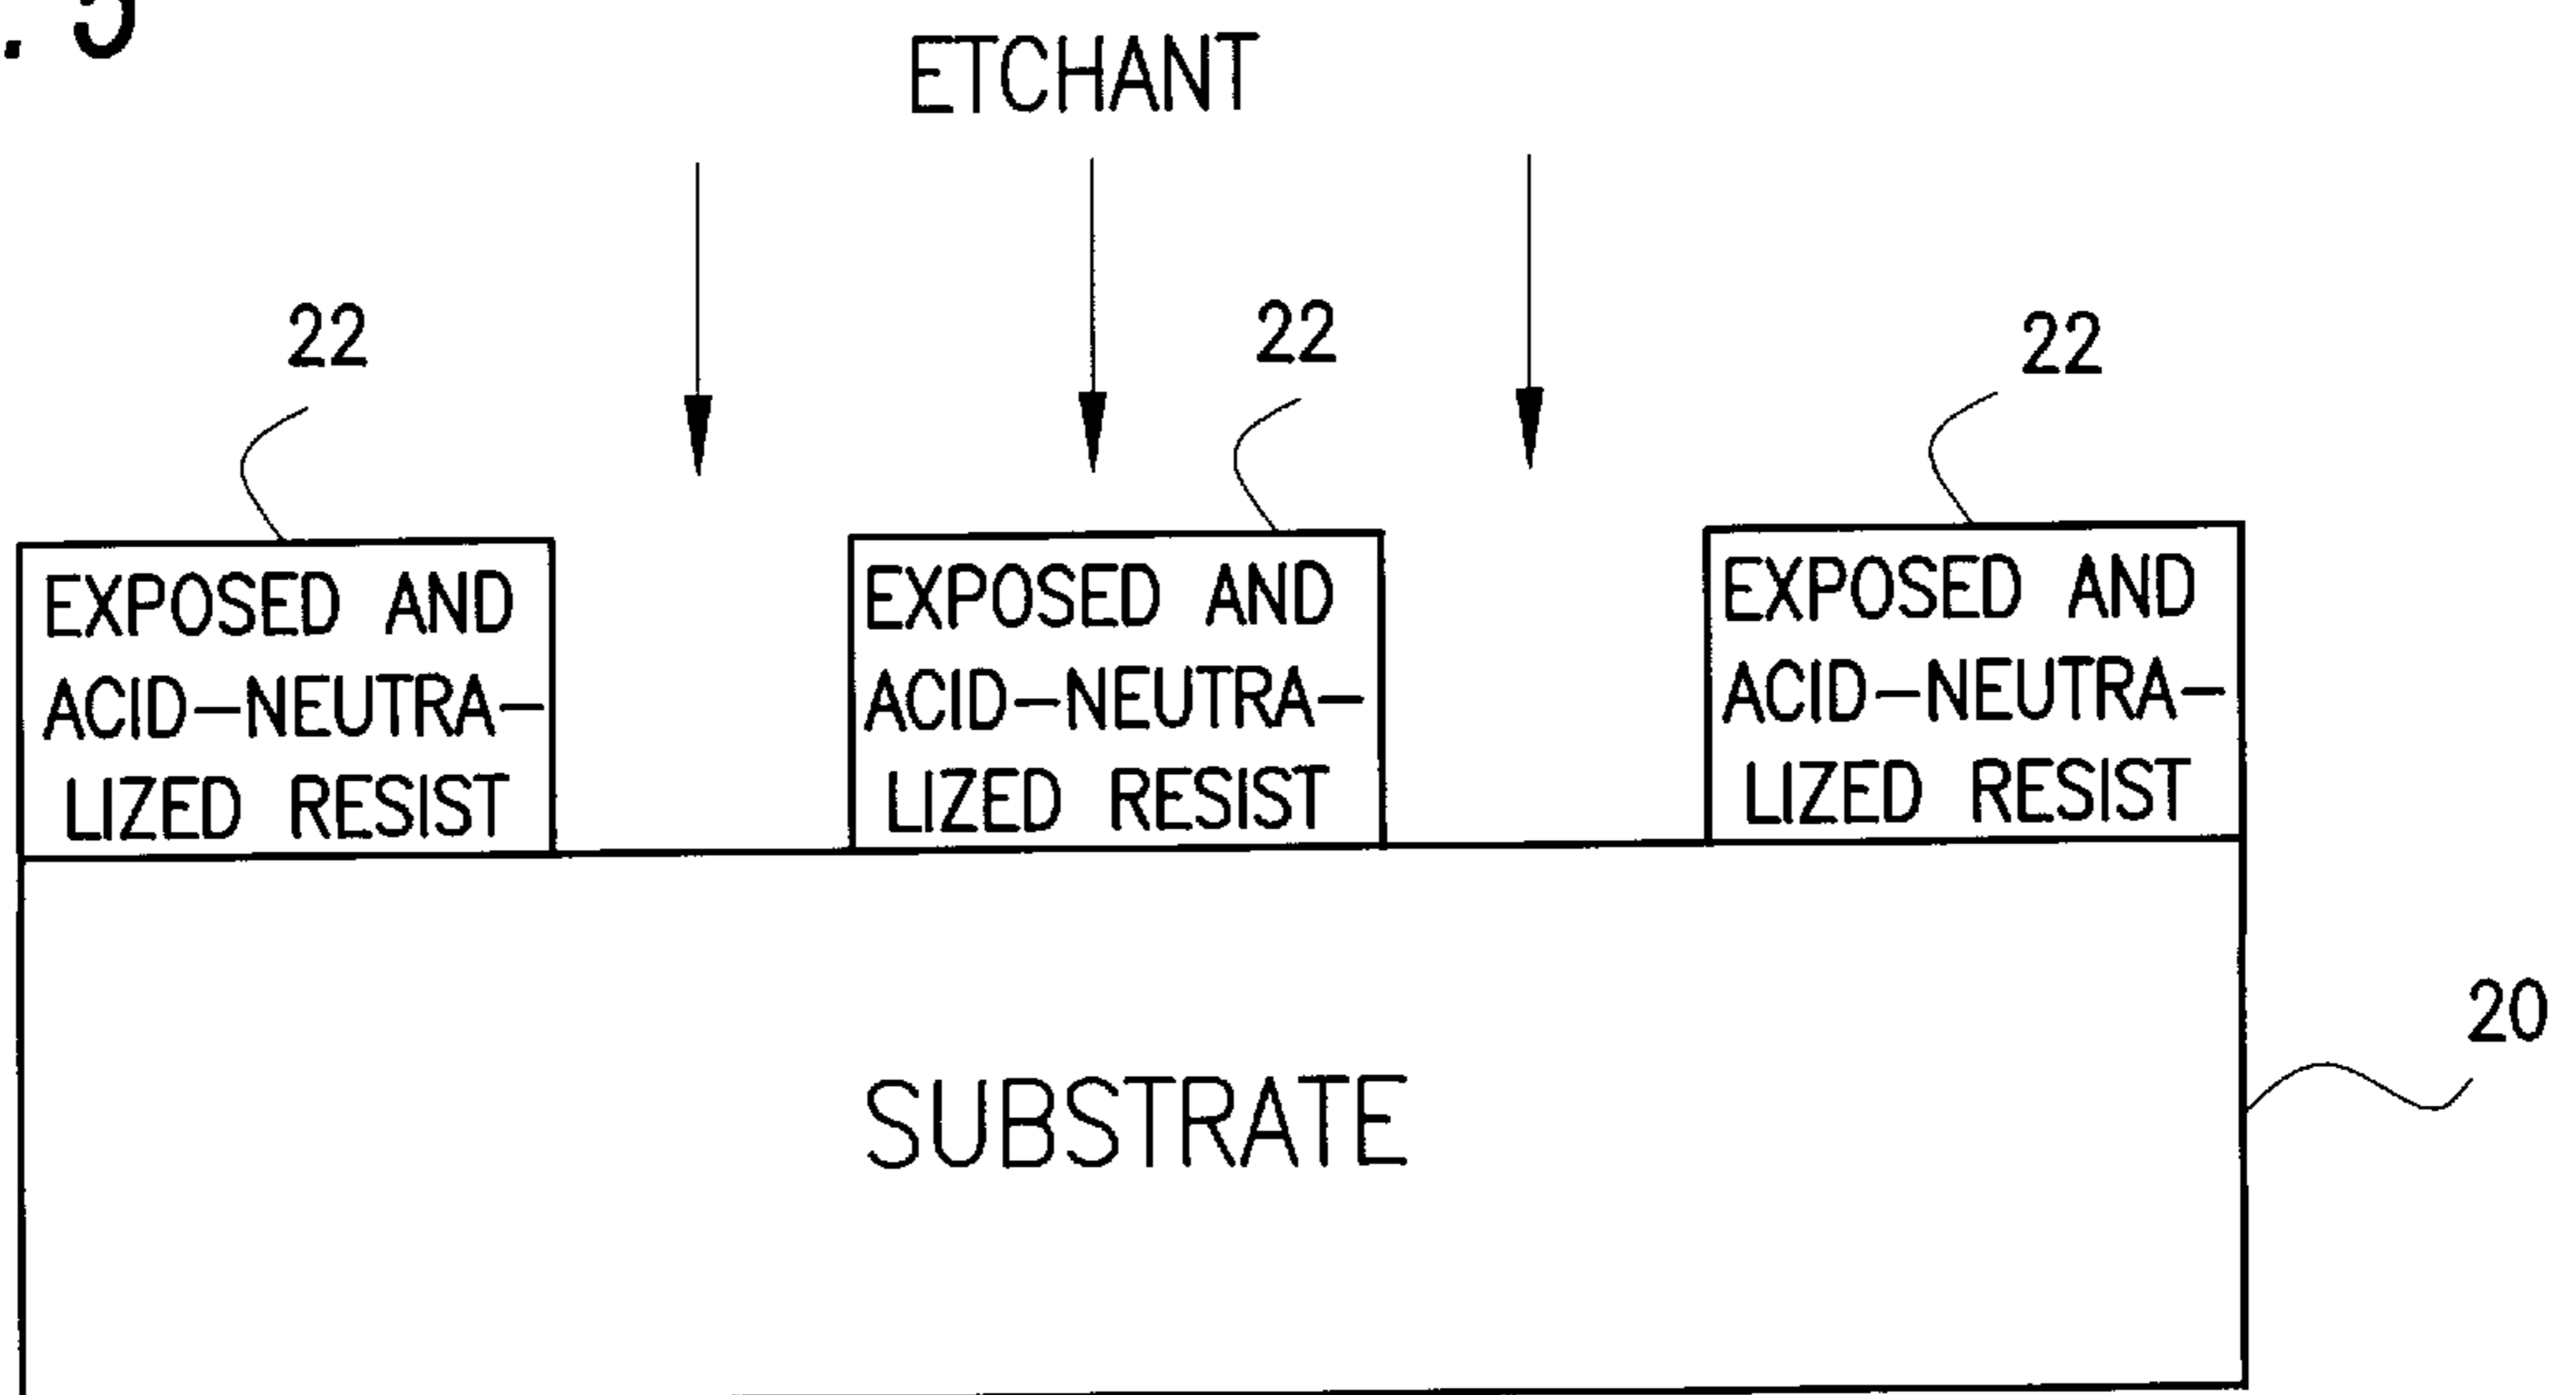 . 5
ETCHANT
22
22
22
EXPOSED AND
ACID-NEUTRA-
LIZED RESIST
EXPOSED AND
ACID-NEUTRA-
LIZED RESIST
EXPOSED AND
ACID-NEUTRA-
LIZED RESIST
20
SUBSTRATE